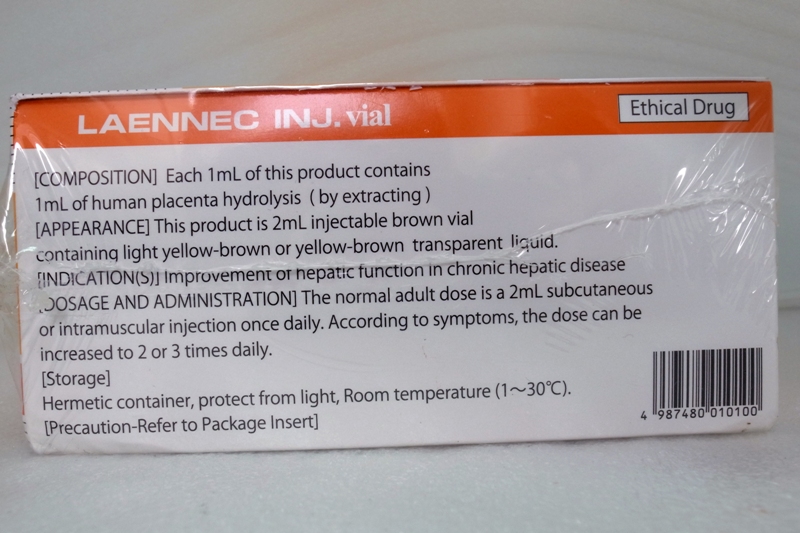 LAENNEC INJ. vial
Ethical Drug
[COMPOSITION] Each 1mL of this product contains
1mL of human placenta hydrolysis ( by extracting )
[APPEARANCE] This product is 2mL injectable brown vial
containing light yellow-brown or yellow-brown transparent liquid.
[INDICATION(S)] Improvement of hepatic function in chronic hepatic disease
[DOSAGE AND ADMINISTRATION] The normal adult dose is a 2mL subcutaneous
or intramuscular injection once daily. According to symptoms, the dose can be
increased to 2 or 3 times daily.
[Storage]
Hermetic container, protect from light, Room temperature (1～30℃).
[Precaution-Refer to Package Insert]
4 987480 010100